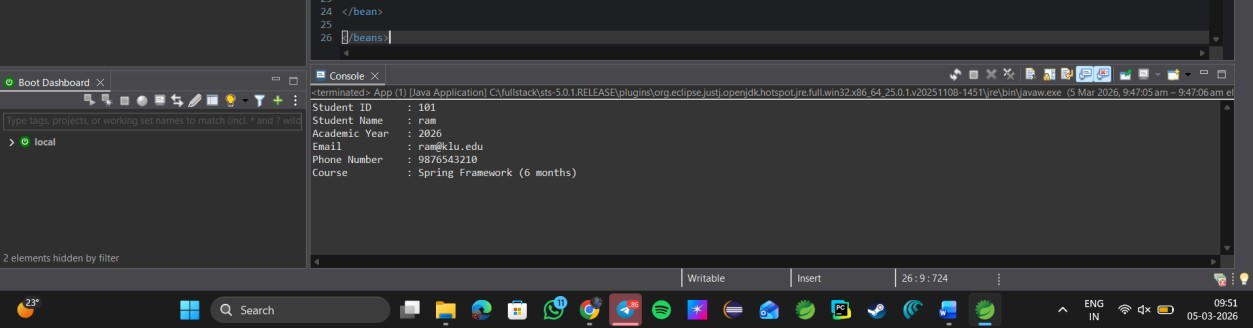 24 </bean>
25
26 </beans>
Boot Dashboard
Console
<terminated> App (1) [Java Application] C:\fullstack\sts-5.0.1.RELEASE\plugins\org.eclipse.justj.openjdk.hotspot.jre.full.win32.x86_64_25.0.1.v20251108-1451\jre\bin\javaw.exe (5 Mar 2026, 9:47:05 am – 9:47:06 am el
Type tags, projects, or working set names to match (incl. * and ? wild
local
Student ID : 101
Student Name : ram
Academic Year : 2026
Email : ram@klu.edu
Phone Number : 9876543210
Course : Spring Framework (6 months)
2 elements hidden by filter
Writable
Insert
26 : 9 : 724
23°
Search
11
86
PC
ENG
IN
09:51
05-03-2026